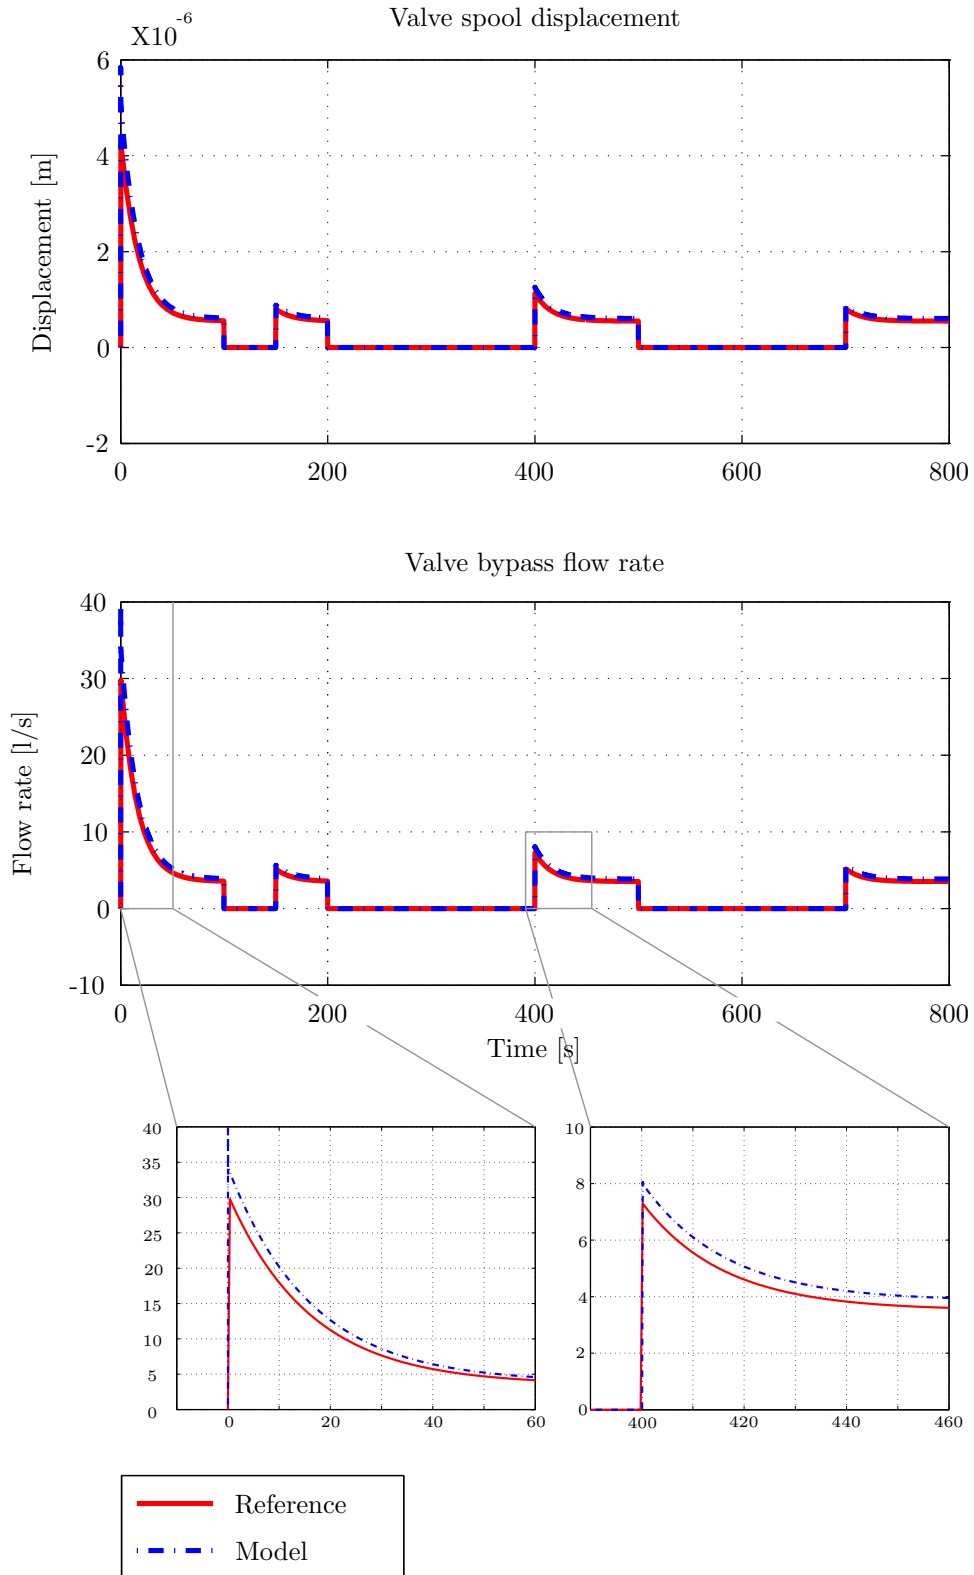 Valve spool displacement
X10-6
6
4
2
0
-2
Displacement [m]
0 200 400 600 800
Valve bypass flow rate
40
30
20
10
0
-10
Flow rate [l/s]
0 200 400 600 800
Time [s]
40
35
30
25
20
15
10
5
0
0 20 40 60
10
8
6
4
2
0
400 420 440 460
Reference
Model